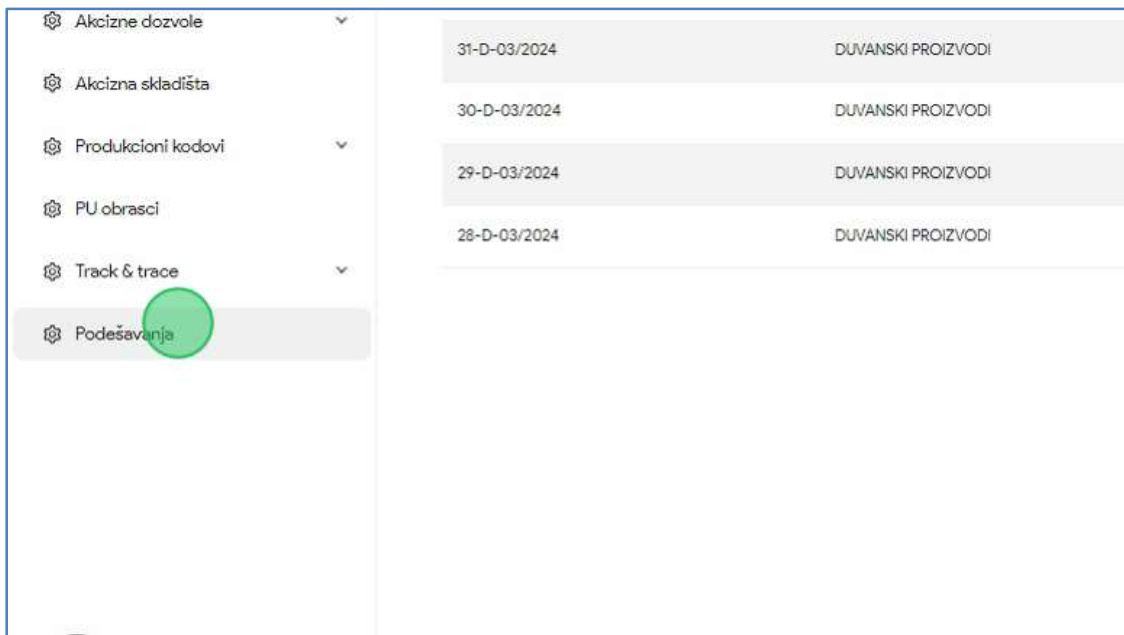 Akcizne dozvole
Akcizna skladišta
Produkcioni kodovi
PU obrasci
Track & trace
Podešavanja
31-D-03/2024 DUVANSKI PROIZVODI
30-D-03/2024 DUVANSKI PROIZVODI
29-D-03/2024 DUVANSKI PROIZVODI
28-D-03/2024 DUVANSKI PROIZVODI